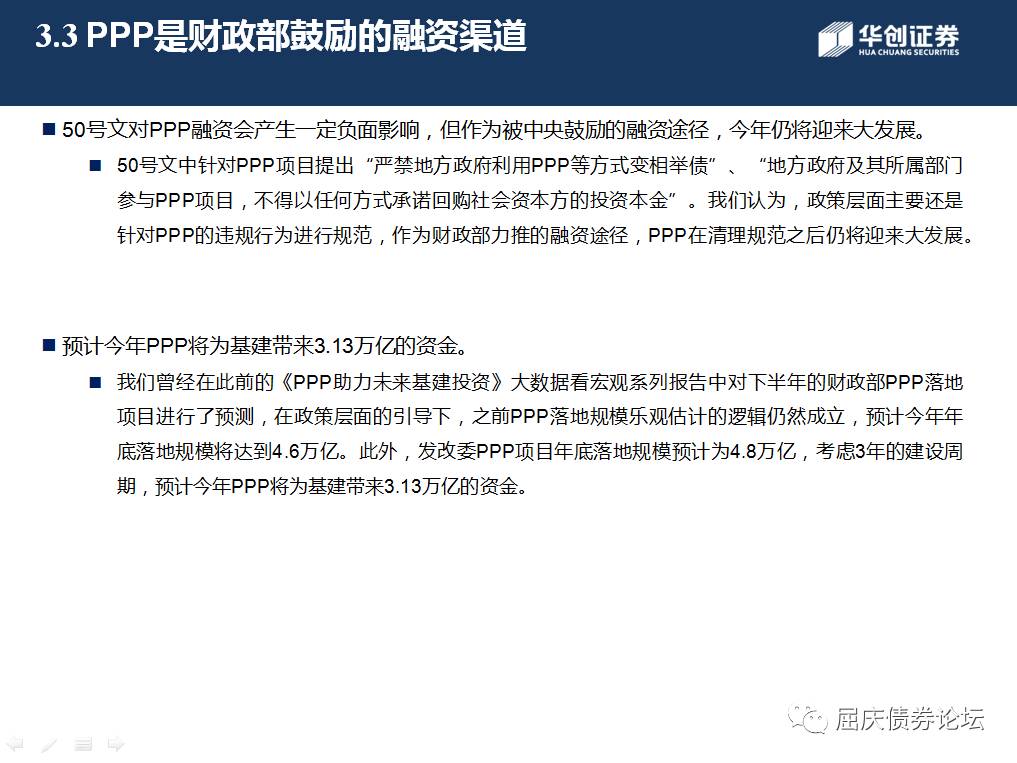 3.3 PPP是财政部鼓励的融资渠道
华创证券
HUA CHUANG SECURITIES
50号文对PPP融资会产生一定负面影响，但作为被中央鼓励的融资途径，今年仍将迎来大发展。
50号文中针对PPP项目提出“严禁地方政府利用PPP等方式变相举债”、“地方政府及其所属部门
参与PPP项目，不得以任何方式承诺回购社会资本方的投资本金”。我们认为，政策层面主要还是
针对PPP的违规行为进行规范，作为财政部力推的融资途径，PPP在清理规范之后仍将迎来大发展。
预计今年PPP将为基建带来3.13万亿的资金。
我们曾经在此前的《PPP助力未来基建投资》大数据看宏观系列报告中对下半年的财政部PPP落地
项目进行了预测，在政策层面的引导下，之前PPP落地规模乐观估计的逻辑仍然成立，预计今年年
底落地规模将达到4.6万亿。此外，发改委PPP项目年底落地规模预计为4.8万亿，考虑3年的建设周
期，预计今年PPP将为基建带来3.13万亿的资金。
屈庆债券论坛